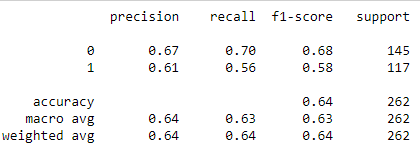 precision recall f1-score support
0 0.67 0.70 0.68 145
1 0.61 0.56 0.58 117
accuracy 0.64 262
macro avg 0.64 0.63 0.63 262
weighted avg 0.64 0.64 0.64 262